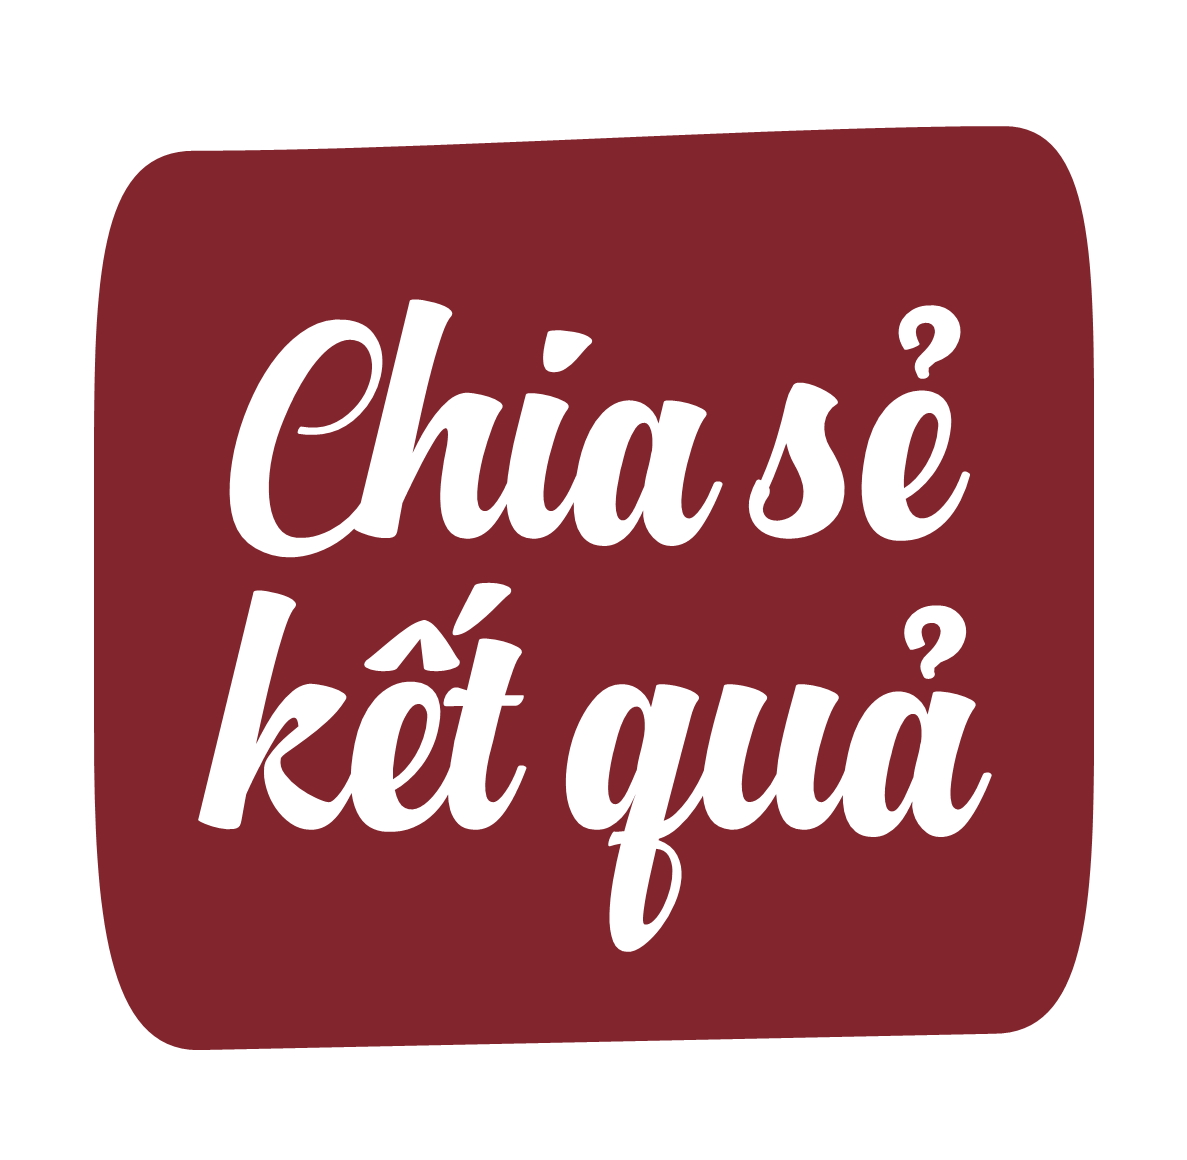 Chia sẻ
kết quả